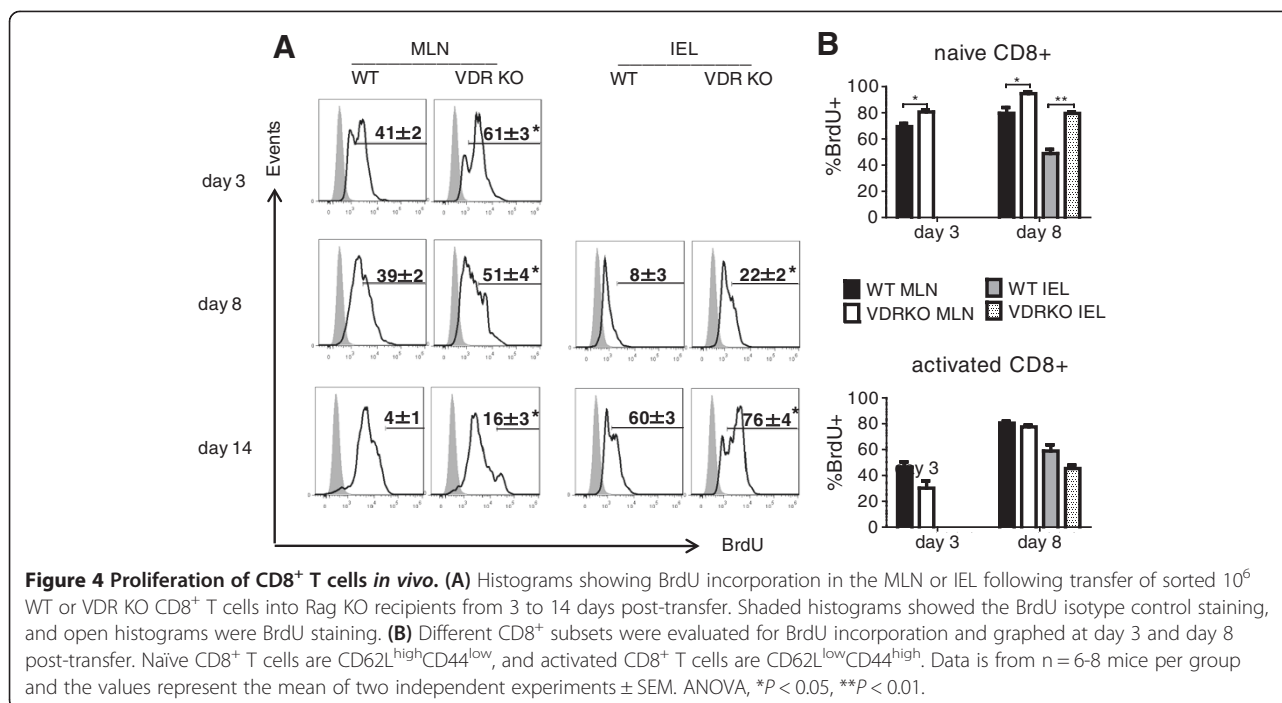 A
MLN
IEL
WT
VDR KO
WT
VDR KO
Events
day 3
41±2
61±3*
day 8
39±2
51±4*
8±3
22±2*
day 14
4±1
16±3*
60±3
76±4*
BrdU
B
naive CD8+
%BrdU+
100
80
60
40
20
0
*
*
**
day 3
day 8
WT MLN
WT IEL
VDRKO MLN
VDRKO IEL
activated CD8+
%BrdU+
100
80
60
40
20
0
day 3
day 8
Figure 4 Proliferation of CD8⁺ T cells in vivo. (A) Histograms showing BrdU incorporation in the MLN or IEL following transfer of sorted 10⁶
WT or VDR KO CD8⁺ T cells into Rag KO recipients from 3 to 14 days post-transfer. Shaded histograms showed the BrdU isotype control staining,
and open histograms were BrdU staining. (B) Different CD8⁺ subsets were evaluated for BrdU incorporation and graphed at day 3 and day 8
post-transfer. Naïve CD8⁺ T cells are CD62L^high CD44^low, and activated CD8⁺ T cells are CD62L^low CD44^high. Data is from n = 6-8 mice per group
and the values represent the mean of two independent experiments ± SEM. ANOVA, *P < 0.05, **P < 0.01.